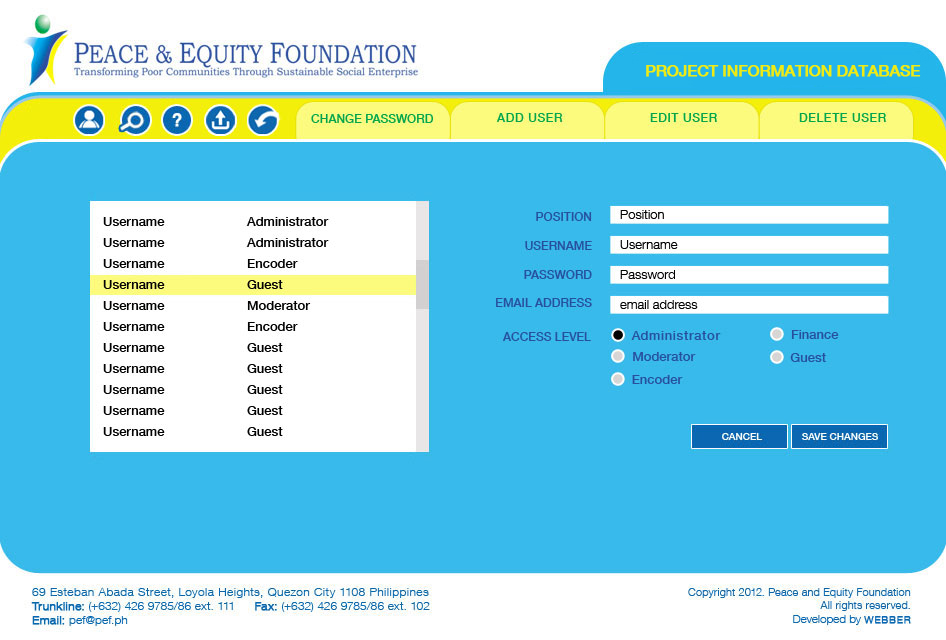 PEACE & EQUITY FOUNDATION
Transforming Poor Communities Through Sustainable Social Enterprise
PROJECT INFORMATION DATABASE
?
CHANGE PASSWORD
ADD USER
EDIT USER
DELETE USER
Username Administrator
Username Administrator
Username Encoder
Username Guest
Username Moderator
Username Encoder
Username Guest
Username Guest
Username Guest
Username Guest
Username Guest
POSITION Position
USERNAME Username
PASSWORD Password
EMAIL ADDRESS email address
ACCESS LEVEL Administrator Finance
Moderator Guest
Encoder
CANCEL SAVE CHANGES
69 Esteban Abada Street, Loyola Heights, Quezon City 1108 Philippines
Trunkline: (+632) 426 9785/86 ext. 111 Fax: (+632) 426 9785/86 ext. 102
Email: pef@pef.ph
Copyright 2012. Peace and Equity Foundation
All rights reserved.
Developed by WEBBER